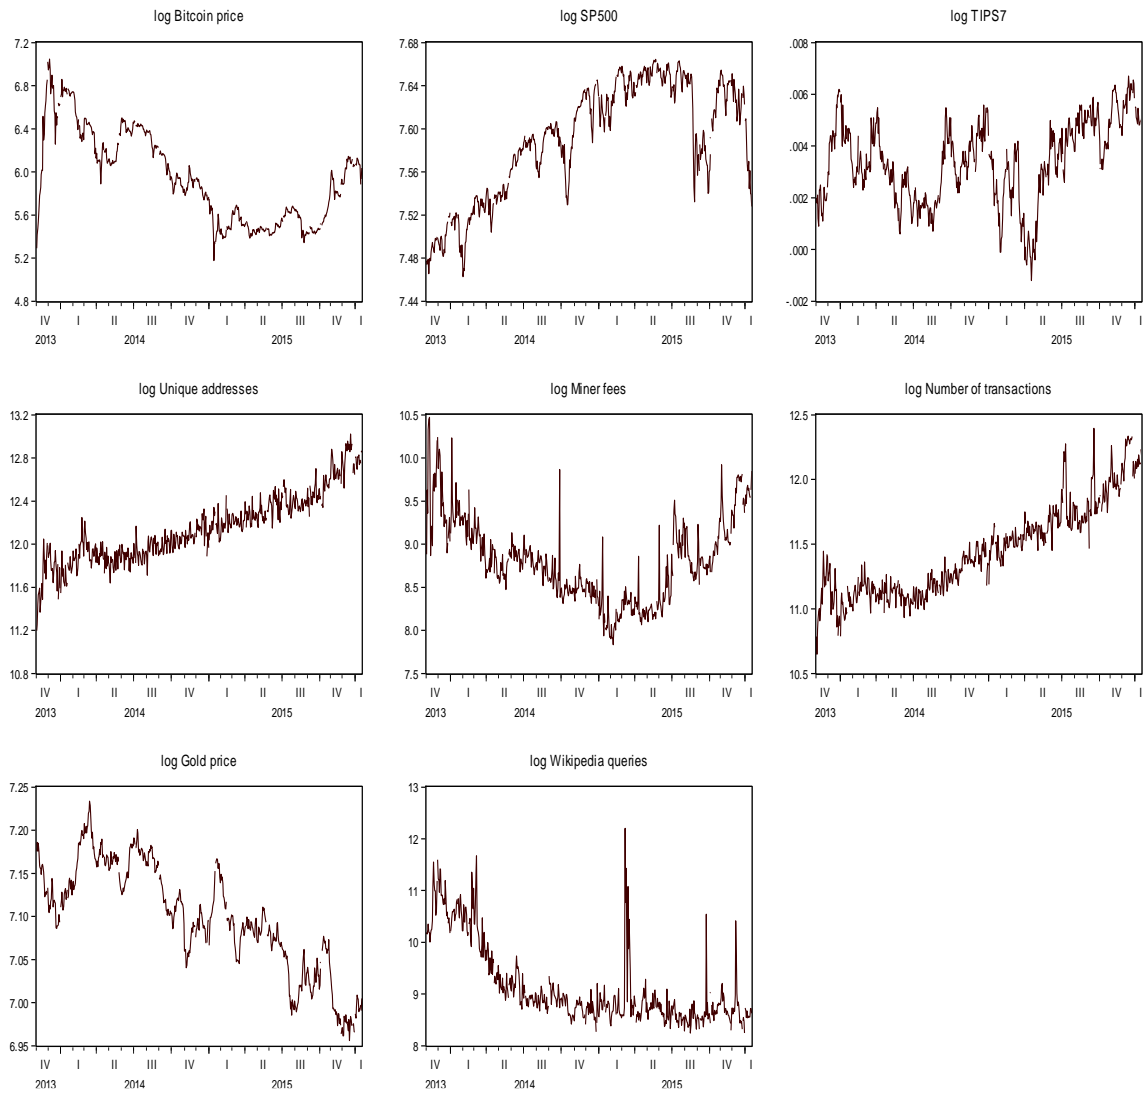 log Bitcoin price
7.2
6.8
6.4
6.0
5.6
5.2
4.8
IV I II III IV I II III IV I
2013 2014 2015
log SP500
7.68
7.64
7.60
7.56
7.52
7.48
7.44
IV I II III IV I II III IV I
2013 2014 2015
log TIPS7
.008
.006
.004
.002
.000
-.002
IV I II III IV I II III IV I
2013 2014 2015
log Unique addresses
13.2
12.8
12.4
12.0
11.6
11.2
10.8
IV I II III IV I II III IV I
2013 2014 2015
log Miner fees
10.5
10.0
9.5
9.0
8.5
8.0
7.5
IV I II III IV I II III IV I
2013 2014 2015
log Number of transactions
12.5
12.0
11.5
11.0
10.5
IV I II III IV I II III IV I
2013 2014 2015
log Gold price
7.25
7.20
7.15
7.10
7.05
7.00
6.95
IV I II III IV I II III IV I
2013 2014 2015
log Wikipedia queries
13
12
11
10
9
8
IV I II III IV I II III IV I
2013 2014 2015